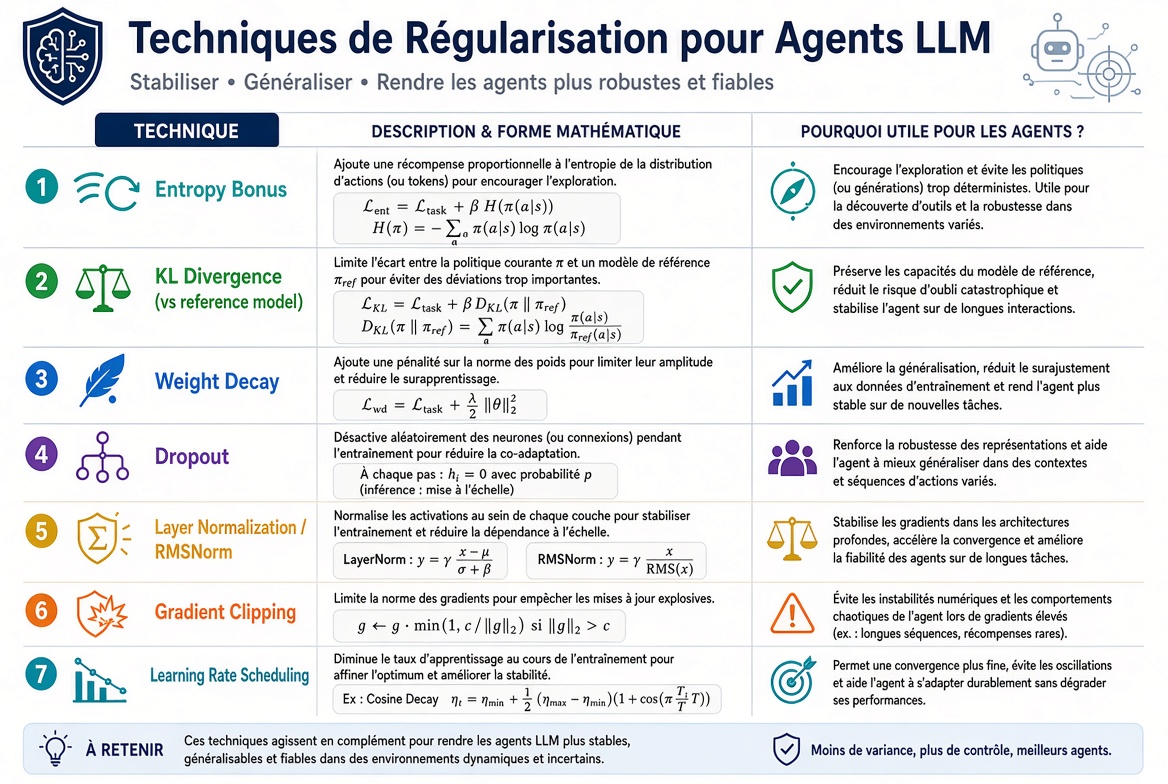 Techniques de Régularisation pour Agents LLM
Stabiliser • Généraliser • Rendre les agents plus robustes et fiables
TECHNIQUE
DESCRIPTION & FORME MATHÉMATIQUE
POURQUOI UTILE POUR LES AGENTS ?
1
Entropy Bonus
Ajoute une récompense proportionnelle à l'entropie de la distribution
d'actions (ou tokens) pour encourager l'exploration.
ℒ_ent = ℒ_task + β H(π(a|s))
H(π) = − ∑_a π(a|s) log π(a|s)
a
Encourage l'exploration et évite les politiques
(ou générations) trop déterministes. Utile pour
la découverte d'outils et la robustesse dans
des environnements variés.
2
KL Divergence
(vs reference model)
Limite l'écart entre la politique courante π et un modèle de référence
π_ref pour éviter des déviations trop importantes.
ℒ_KL = ℒ_task + β D_KL(π ∥ π_ref)
D_KL(π ∥ π_ref) = ∑_a π(a|s) log π(a|s) / π_ref(a|s)
Préserve les capacités du modèle de référence,
réduit le risque d'oubli catastrophique et
stabilise l'agent sur de longues interactions.
3
Weight Decay
Ajoute une pénalité sur la norme des poids pour limiter leur amplitude
et réduire le surapprentissage.
ℒ_wd = ℒ_task + λ/2 ∥θ∥₂²
Améliore la généralisation, réduit le surajustement
aux données d'entraînement et rend l'agent plus
stable sur de nouvelles tâches.
4
Dropout
Désactive aléatoirement des neurones (ou connexions) pendant
l'entraînement pour réduire la co-adaptation.
À chaque pas : h_i = 0 avec probabilité p
(inférence : mise à l'échelle)
Renforce la robustesse des représentations et aide
l'agent à mieux généraliser dans des contextes
et séquences d'actions variés.
5
Σ
Layer Normalization /
RMSNorm
Normalise les activations au sein de chaque couche pour stabiliser
l'entraînement et réduire la dépendance à l'échelle.
LayerNorm : y = γ (x − μ) / (σ + β)
RMSNorm : y = γ x / RMS(x)
Stabilise les gradients dans les architectures
profondes, accélère la convergence et améliore
la fiabilité des agents sur de longues tâches.
6
Gradient Clipping
Limite la norme des gradients pour empêcher les mises à jour explosives.
g ← g · min(1, c / ∥g∥₂) si ∥g∥₂ > c
Évite les instabilités numériques et les comportements
chaotiques de l'agent lors de gradients élevés
(ex. : longues séquences, récompenses rares).
7
Learning Rate Scheduling
Diminue le taux d'apprentissage au cours de l'entraînement pour
affiner l'optimum et améliorer la stabilité.
Ex : Cosine Decay η_t = η_min + 1/2 (η_max − η_min)(1 + cos(π T_t/T T))
Permet une convergence plus fine, évite les oscillations
et aide l'agent à s'adapter durablement sans dégrader
ses performances.
À RETENIR
Ces techniques agissent en complément pour rendre les agents LLM plus stables,
généralisables et fiables dans des environnements dynamiques et incertains.
Moins de variance, plus de contrôle, meilleurs agents.